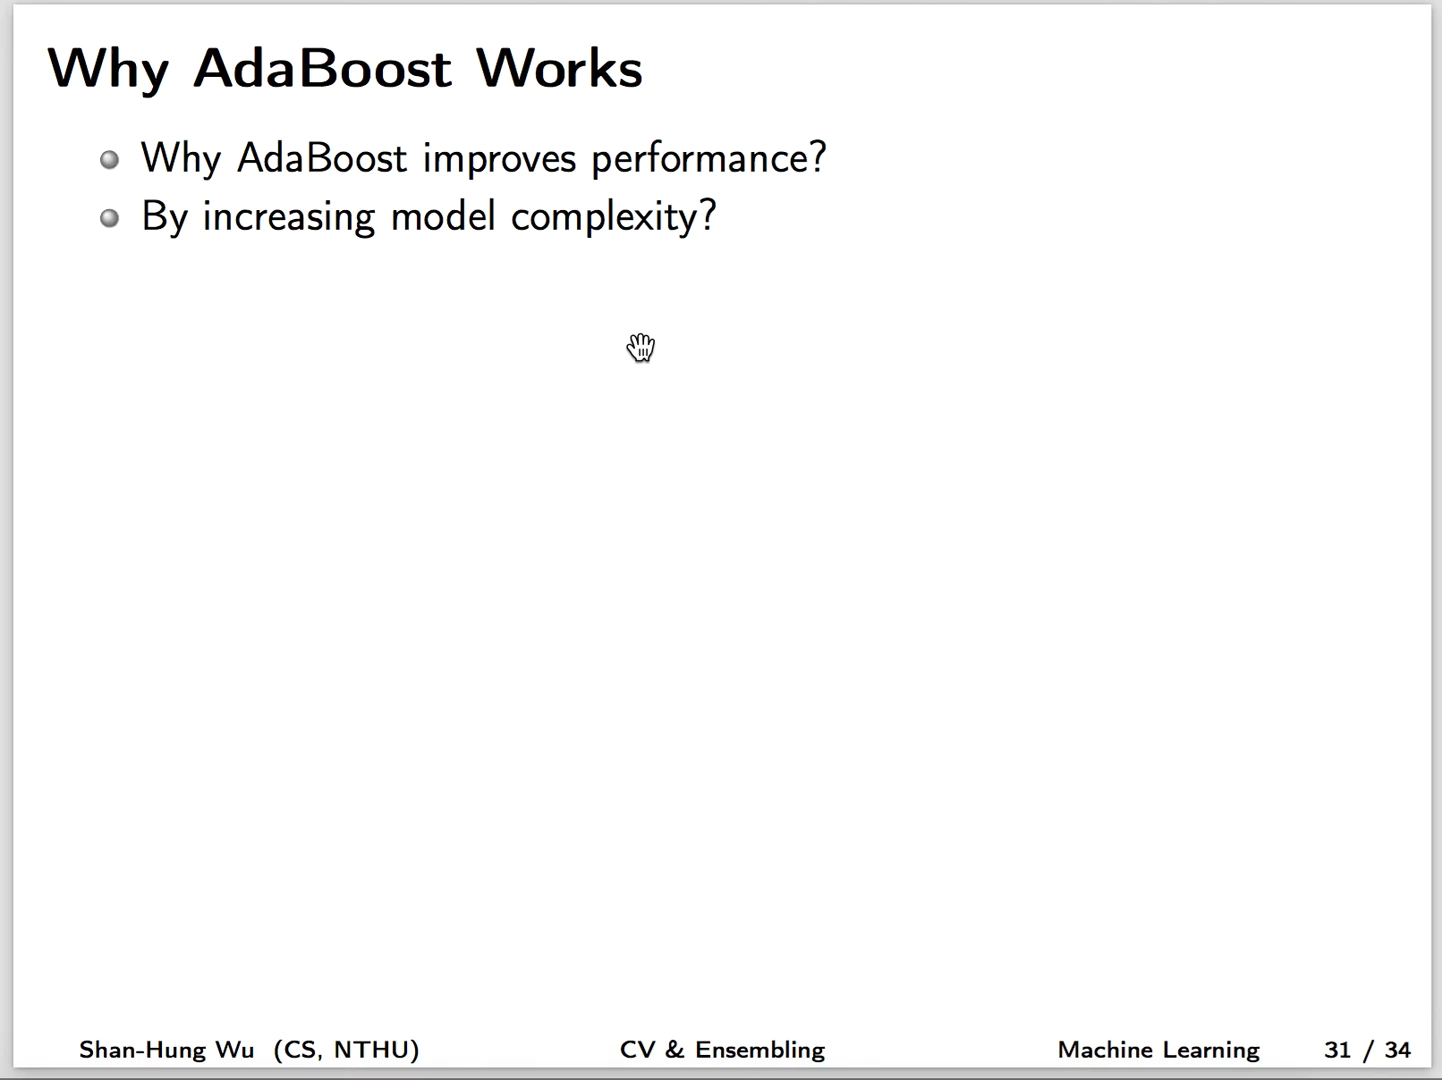 Why AdaBoost Works
Why AdaBoost improves performance?
By increasing model complexity?
Shan-Hung Wu (CS, NTHU) CV & Ensembling Machine Learning 31 / 34